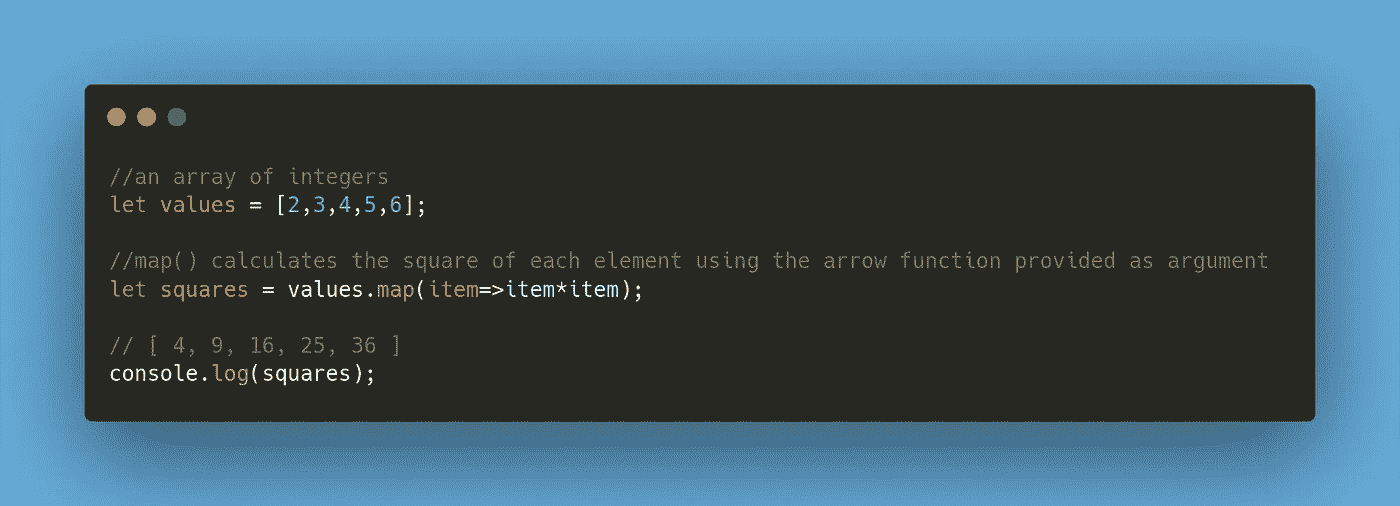 //an array of integers
let values = [2,3,4,5,6];
//map() calculates the square of each element using the arrow function provided as argument
let squares = values.map(item=>item*item);
// [ 4, 9, 16, 25, 36 ]
console.log(squares);